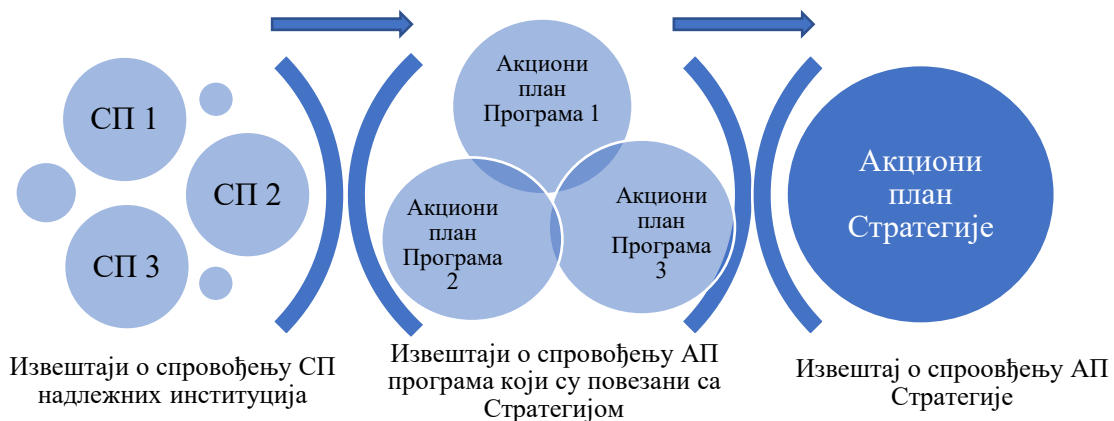 СП 1
СП 2
СП 3
Акциони
план
Програма 1
Акциони
план
Програма
2
Акциони
план
Програма
3
Акциони
план
Стратегије
Извештаји о спровођењу СП
надлежних институција
Извештаји о спровођењу АП
програма који су повезани са
Стратегијом
Извештај о спроовђењу АП
Стратегије